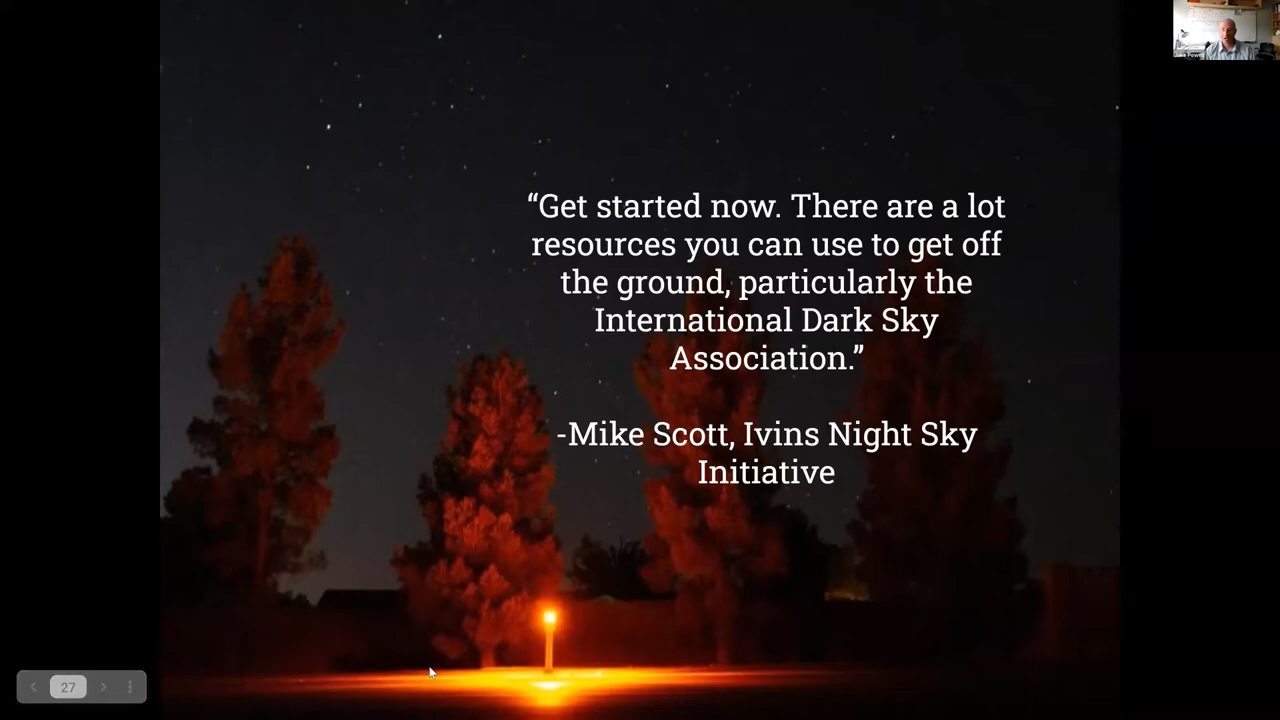 “Get started now. There are a lot
resources you can use to get off
the ground, particularly the
International Dark Sky
Association.”
-Mike Scott, Ivins Night Sky
Initiative
27